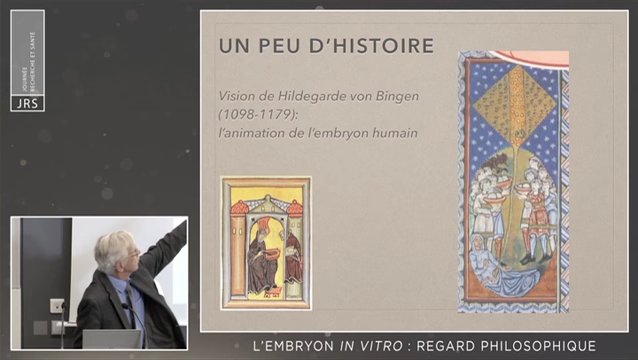 JOURNÉE
RECHERCHE ET SANTÉ
JRS
UN PEU D'HISTOIRE
Vision de Hildegarde von Bingen
(1098-1179):
l'animation de l'embryon humain
L'EMBRYON IN VITRO : REGARD PHILOSOPHIQUE